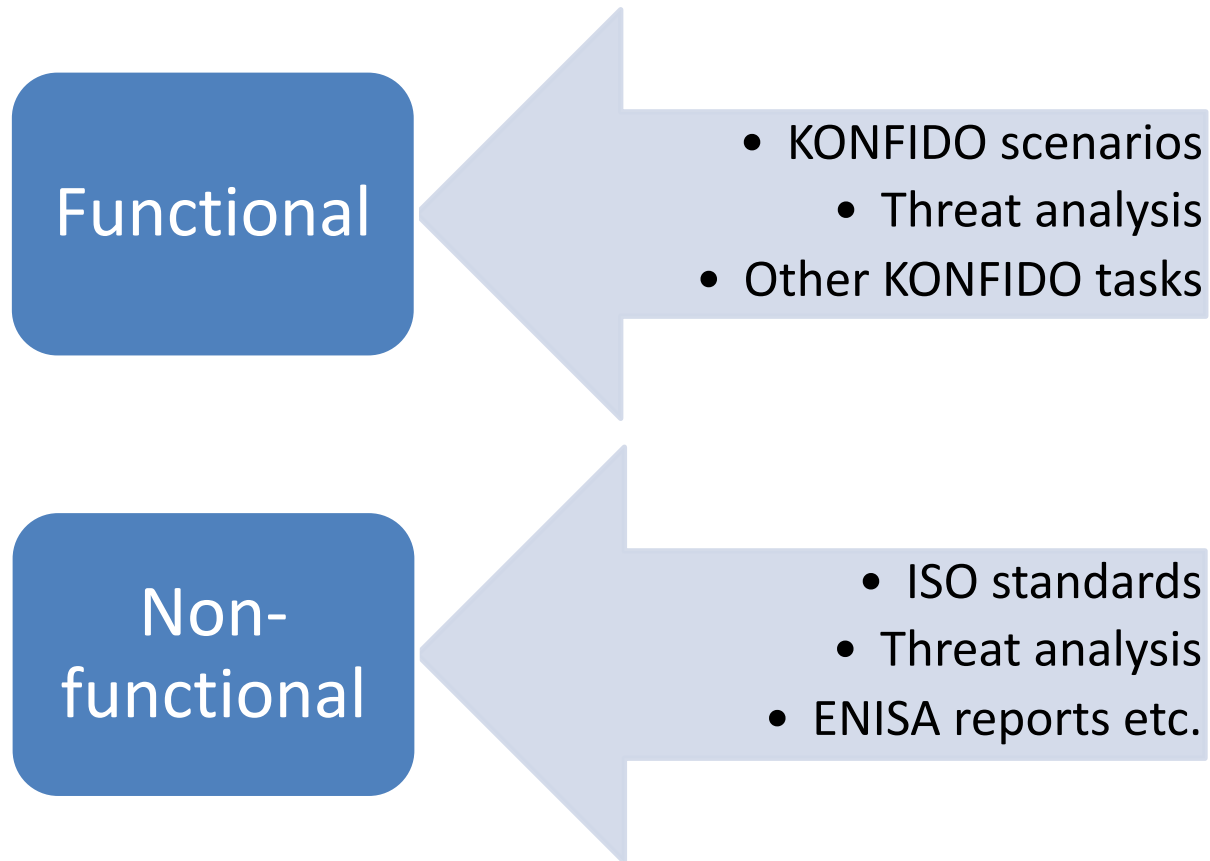 Functional
• KONFIDO scenarios
• Threat analysis
• Other KONFIDO tasks
Non-
functional
• ISO standards
• Threat analysis
• ENISA reports etc.